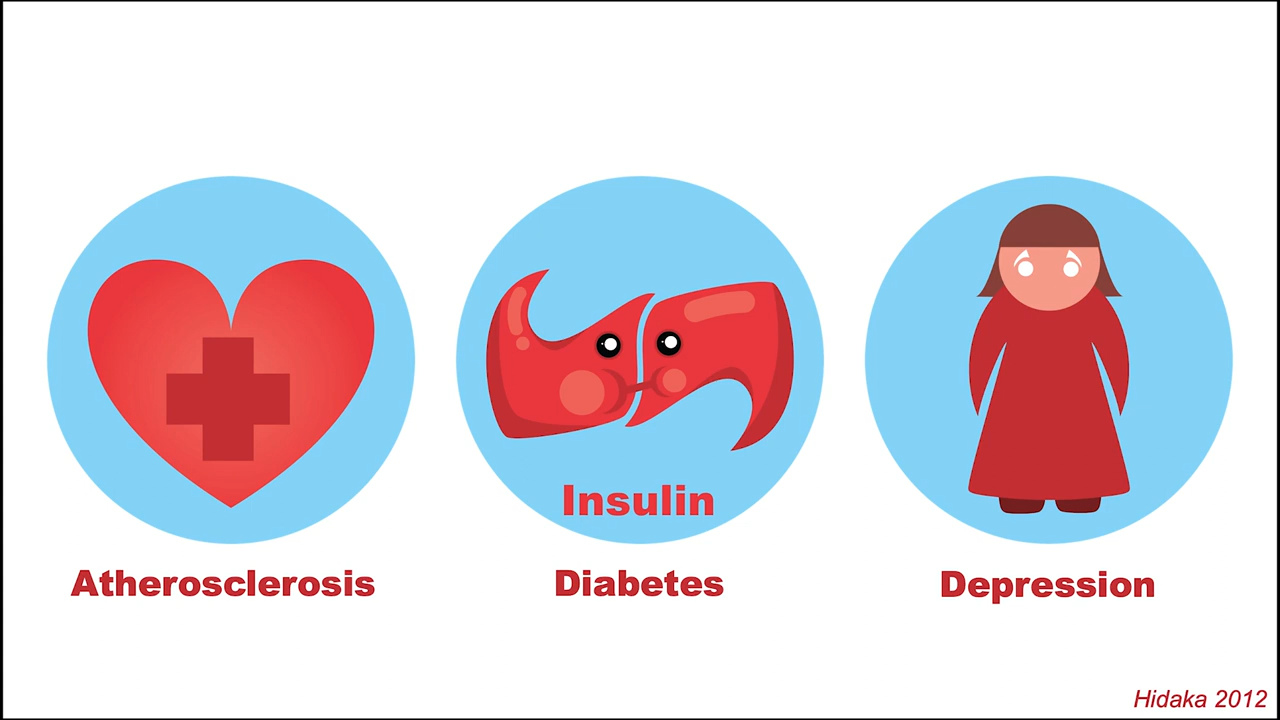 Insulin
Atherosclerosis
Diabetes
Depression
Hidaka 2012